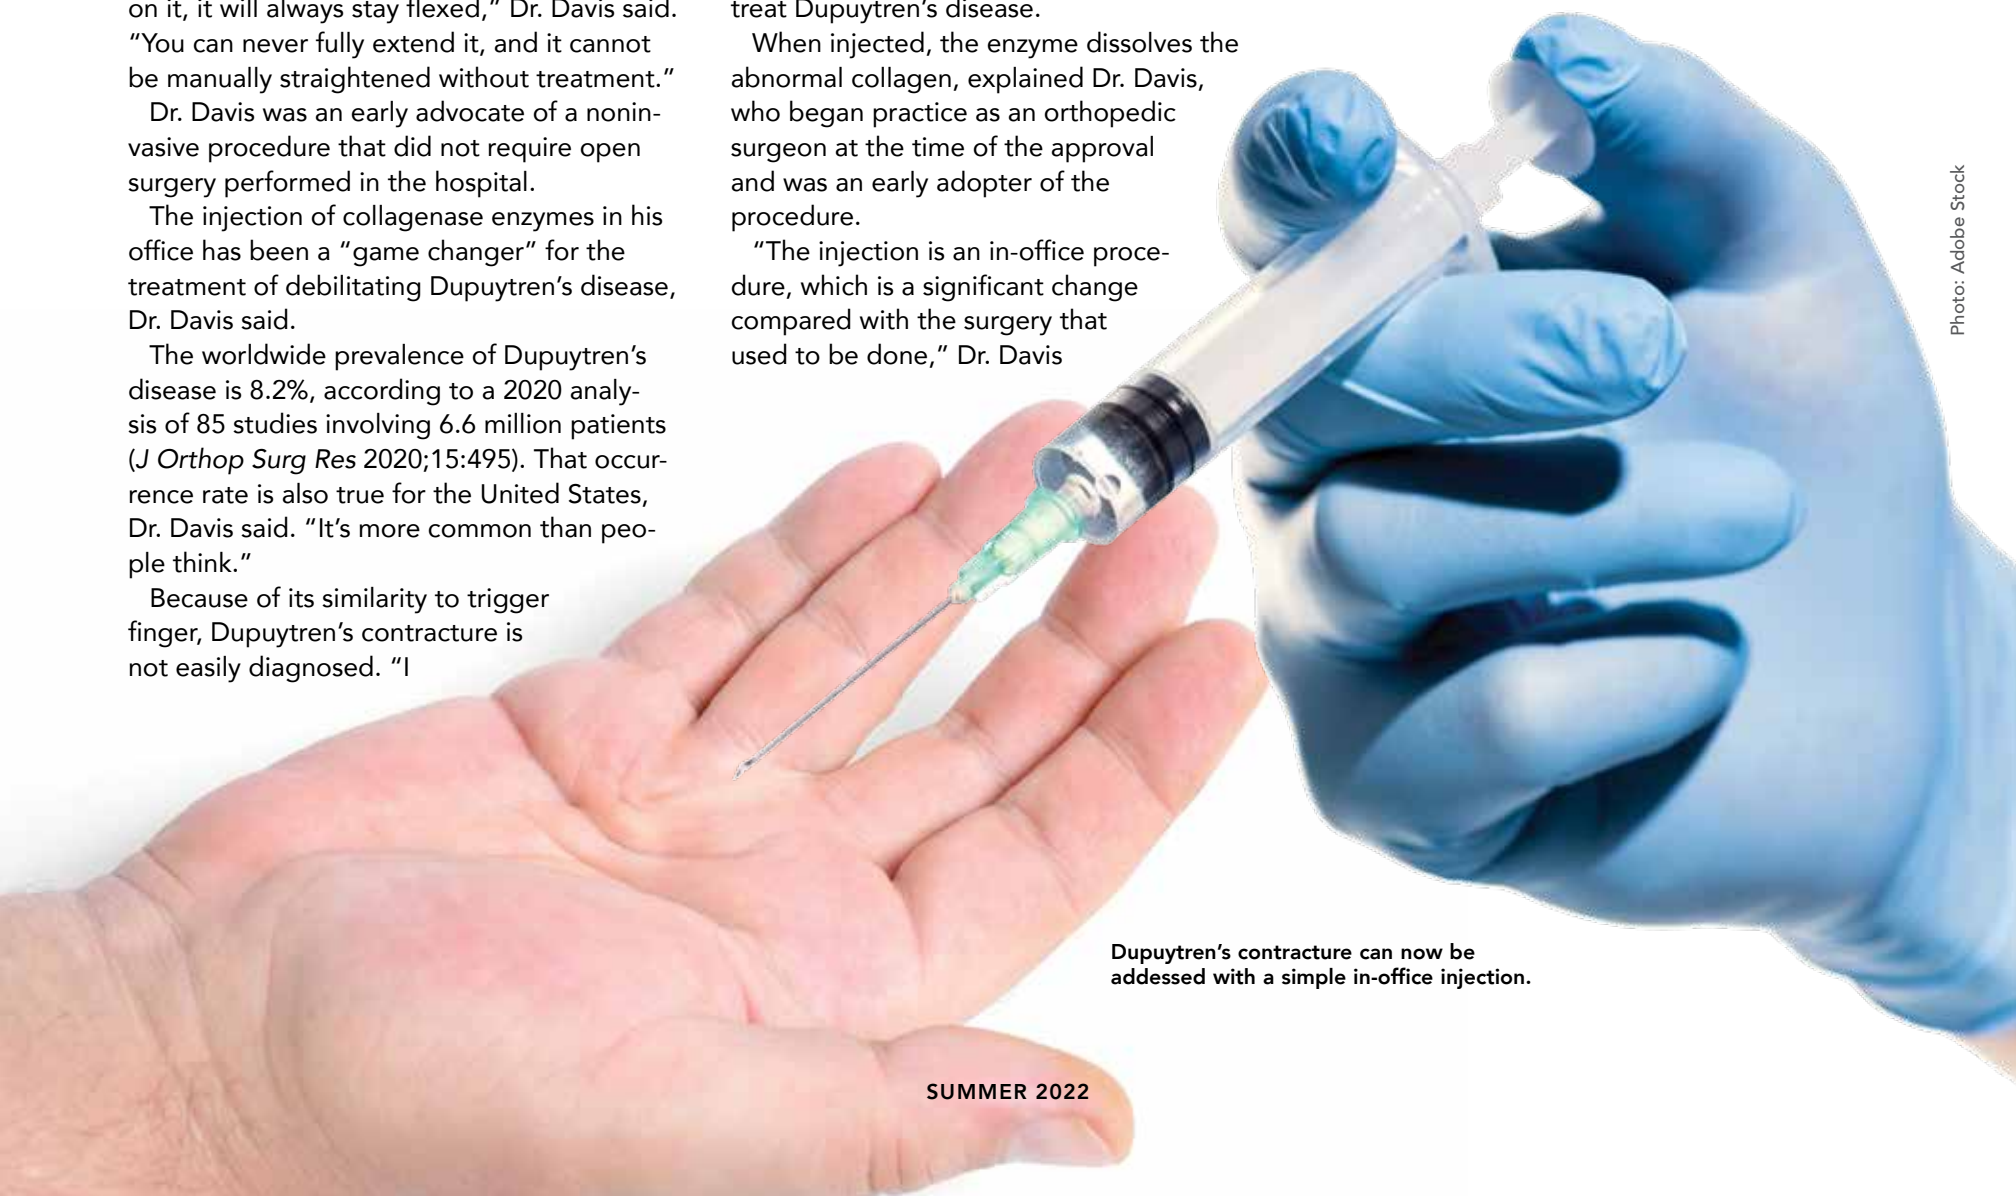 on it, it will always stay flexed,” Dr. Davis said.
“You can never fully extend it, and it cannot
be manually straightened without treatment.”
Dr. Davis was an early advocate of a nonin-
vasive procedure that did not require open
surgery performed in the hospital.
The injection of collagenase enzymes in his
office has been a “game changer” for the
treatment of debilitating Dupuytren’s disease,
Dr. Davis said.
The worldwide prevalence of Dupuytren’s
disease is 8.2%, according to a 2020 analy-
sis of 85 studies involving 6.6 million patients
(J Orthop Surg Res 2020;15:495). That occur-
rence rate is also true for the United States,
Dr. Davis said. “It’s more common than peo-
ple think.”
Because of its similarity to trigger
finger, Dupuytren’s contracture is
not easily diagnosed. “I
treat Dupuytren’s disease.
When injected, the enzyme dissolves the
abnormal collagen, explained Dr. Davis,
who began practice as an orthopedic
surgeon at the time of the approval
and was an early adopter of the
procedure.
“The injection is an in-office proce-
dure, which is a significant change
compared with the surgery that
used to be done,” Dr. Davis
Photo: Adobe Stock
Dupuytren’s contracture can now be
addessed with a simple in-office injection.
SUMMER 2022